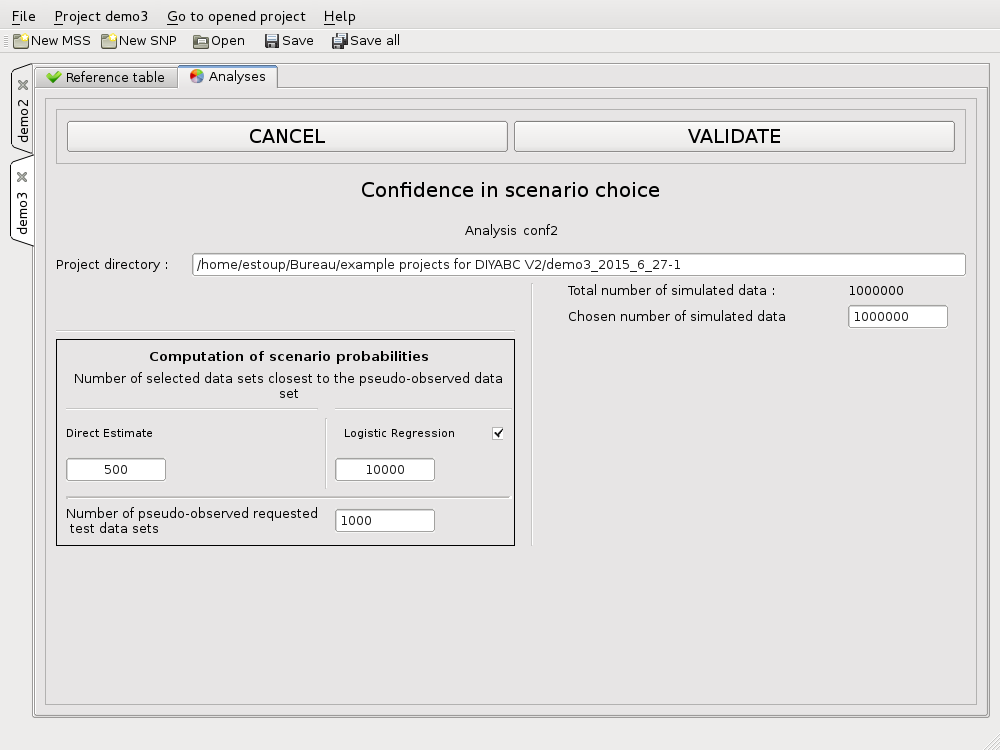 File Project demo3 Go to opened project Help
New MSS New SNP Open Save Save all
Reference table Analyses
demo2
demo3
CANCEL VALIDATE
Confidence in scenario choice
Analysis conf2
Project directory : /home/estoup/Bureau/example projects for DIYABC V2/demo3_2015_6_27-1
Total number of simulated data : 1000000
Chosen number of simulated data 1000000
Computation of scenario probabilities
Number of selected data sets closest to the pseudo-observed data
set
Direct Estimate Logistic Regression
500 10000
Number of pseudo-observed requested
test data sets
1000